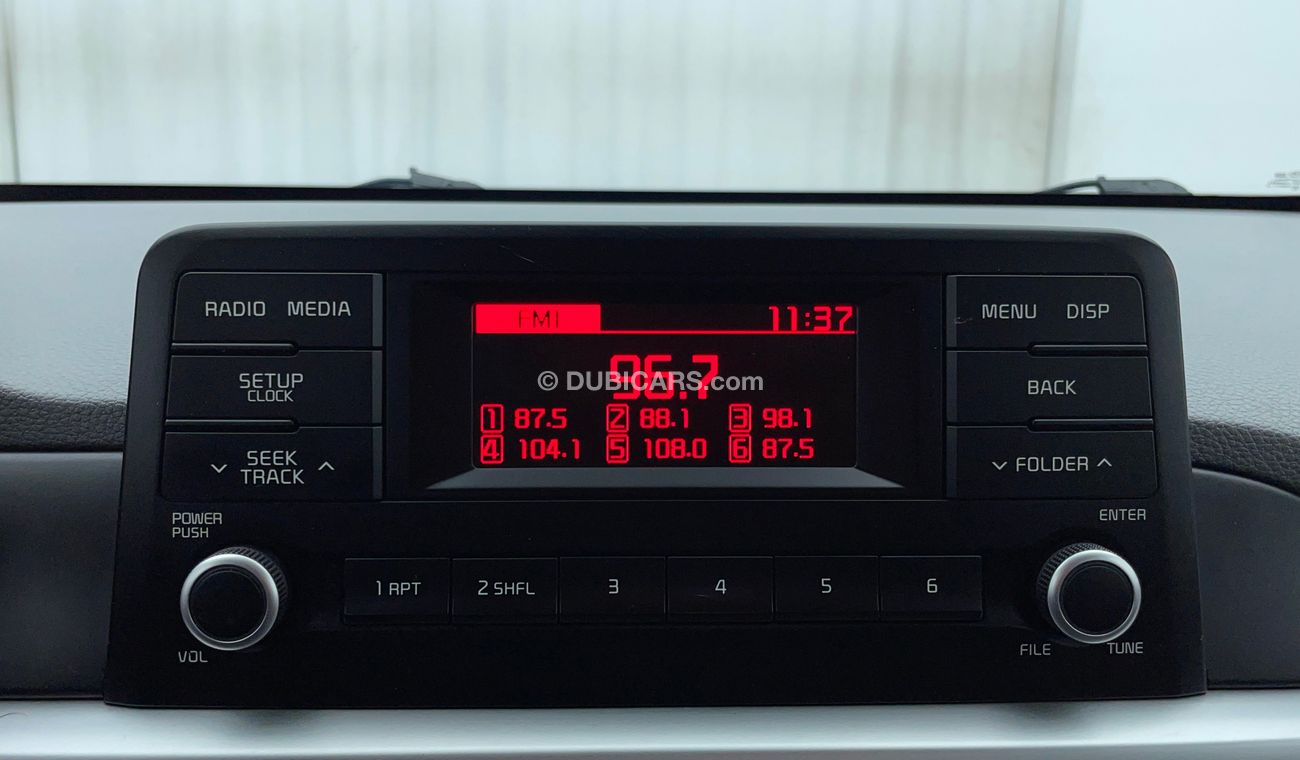 RADIO MEDIA
SETUP
CLOCK
SEEK
TRACK
FM1 11:37
96.7
1 87.5 2 88.1 3 98.1
4 104.1 5 108.0 6 87.5
© DUBICARS.com
MENU DISP
BACK
FOLDER
POWER
PUSH
VOL
1 RPT 2 SHFL 3 4 5 6
ENTER
FILE TUNE